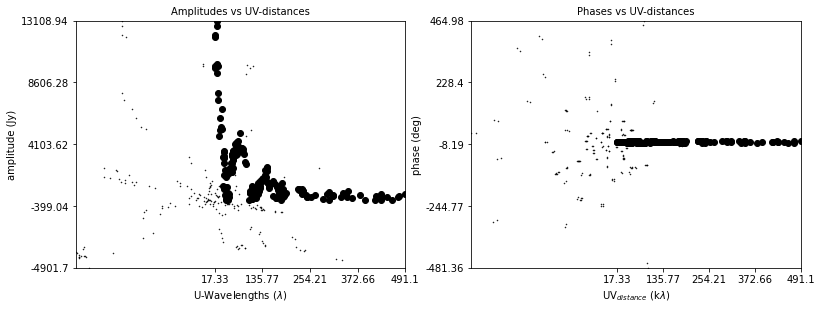 Amplitudes vs UV-distances
13108.94
8606.28
4103.62
-399.04
-4901.7
amplitude (Jy)
17.33 135.77 254.21 372.66 491.1
U-Wavelengths (λ)
Phases vs UV-distances
464.98
228.4
-8.19
-244.77
-481.36
phase (deg)
17.33 135.77 254.21 372.66 491.1
UVdistance (kλ)